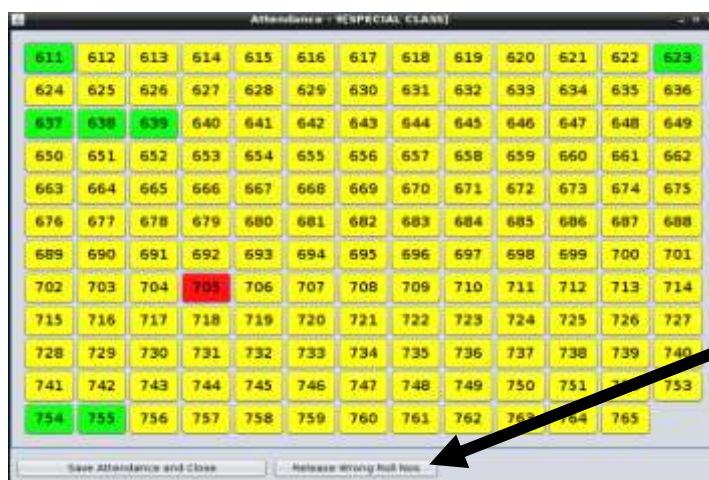 Attendance - 9[SPECIAL CLASS]
611 612 613 614 615 616 617 618 619 620 621 622 623
624 625 626 627 628 629 630 631 632 633 634 635 636
637 638 639 640 641 642 643 644 645 646 647 648 649
650 651 652 653 654 655 656 657 658 659 660 661 662
663 664 665 666 667 668 669 670 671 672 673 674 675
676 677 678 679 680 681 682 683 684 685 686 687 688
689 690 691 692 693 694 695 696 697 698 699 700 701
702 703 704 705 706 707 708 709 710 711 712 713 714
715 716 717 718 719 720 721 722 723 724 725 726 727
728 729 730 731 732 733 734 735 736 737 738 739 740
741 742 743 744 745 746 747 748 749 750 751 753
754 755 756 757 758 759 760 761 762 763 764 765
Save Attendance and Close Release Wrong Roll Nos